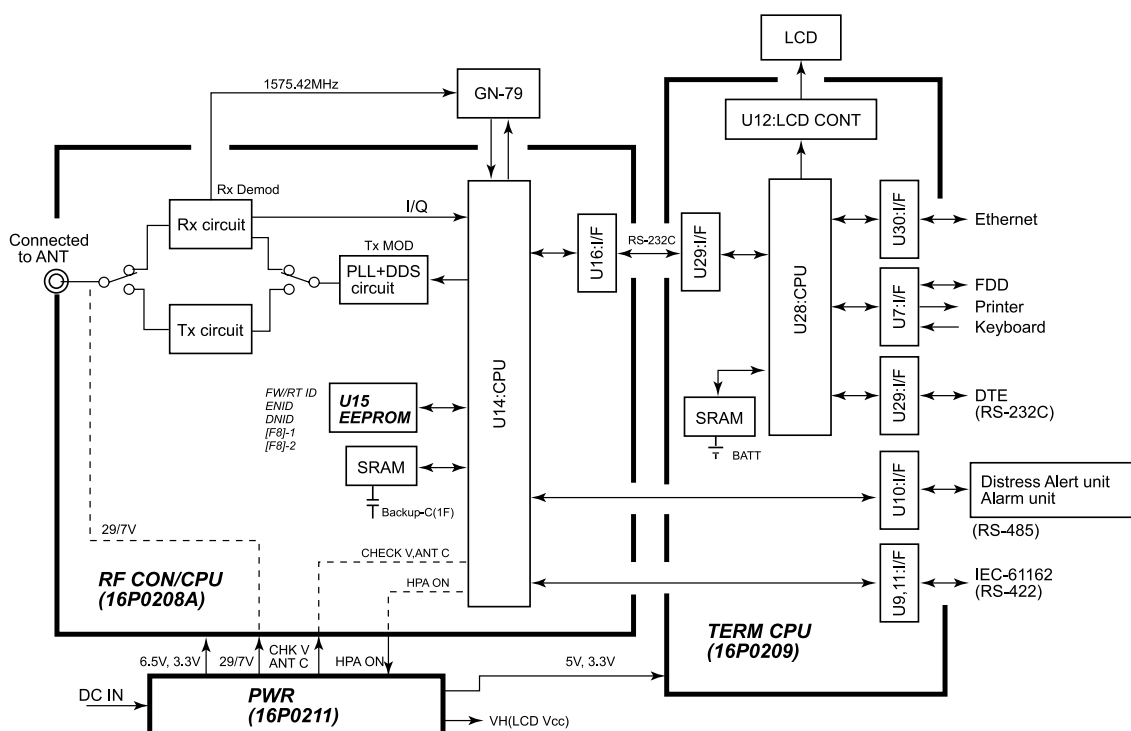 LCD
1575.42MHz
GN-79
U12:LCD CONT
Rx Demod
Rx circuit
I/Q
Connected
to ANT
Tx MOD
PLL+DDS
circuit
Tx circuit
U14:CPU
U16:I/F
RS-232C
U29:I/F
U28:CPU
U30:I/F
Ethernet
U7:I/F
FDD
Printer
Keyboard
U29:I/F
DTE
(RS-232C)
FW/RT ID
ENID
DNID
[F8]-1
[F8]-2
U15
EEPROM
SRAM
Backup-C(1F)
SRAM
BATT
U10:I/F
Distress Alert unit
Alarm unit
(RS-485)
29/7V
CHECK V,ANT C
HPA ON
RF CON/CPU
(16P0208A)
U9,11:I/F
IEC-61162
(RS-422)
TERM CPU
(16P0209)
6.5V, 3.3V
29/7V
CHK V
ANT C
HPA ON
5V, 3.3V
DC IN
PWR
(16P0211)
VH(LCD Vcc)